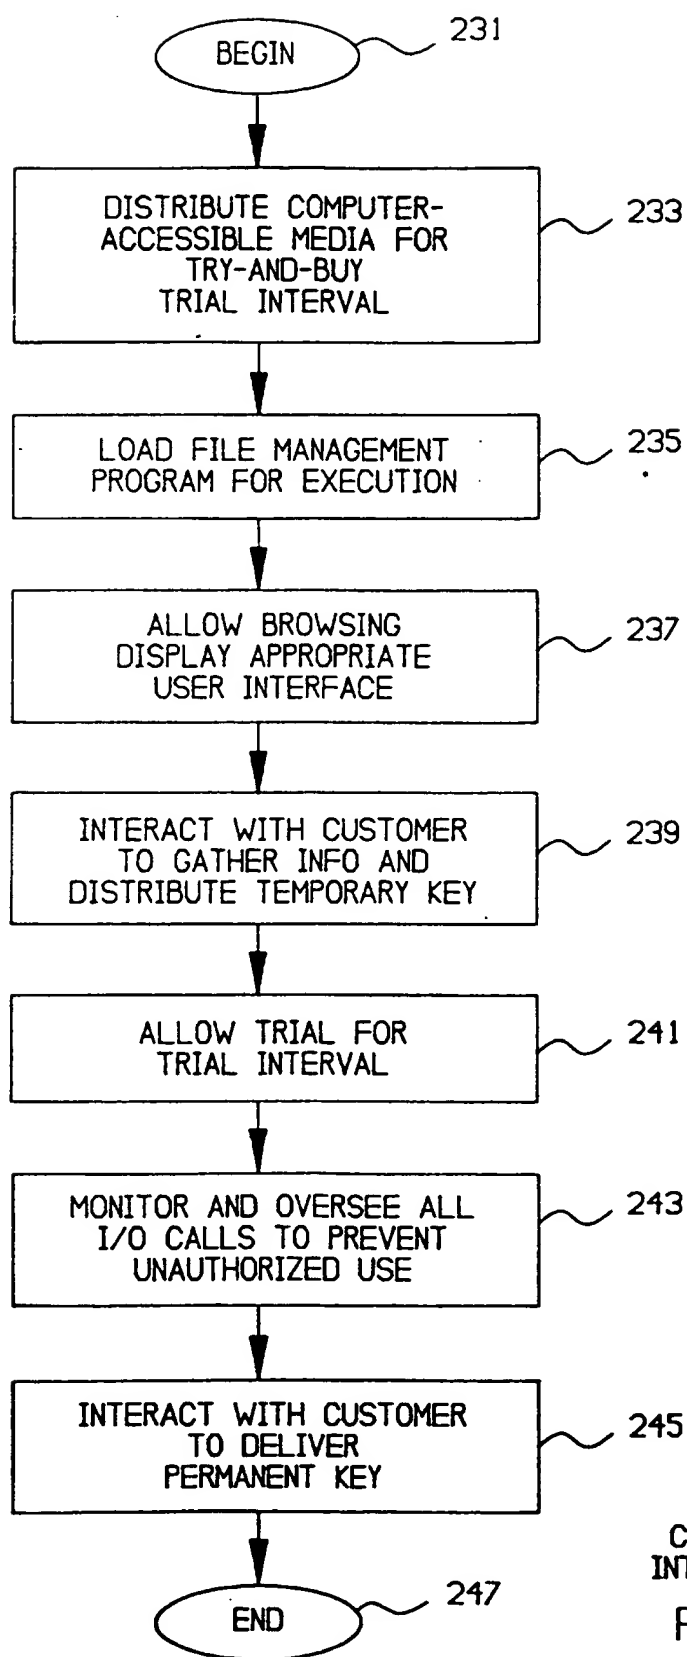 BEGIN
231
DISTRIBUTE COMPUTER-
ACCESSIBLE MEDIA FOR
TRY-AND-BUY
TRIAL INTERVAL
233
LOAD FILE MANAGEMENT
PROGRAM FOR EXECUTION
235
ALLOW BROWSING
DISPLAY APPROPRIATE
USER INTERFACE
237
INTERACT WITH CUSTOMER
TO GATHER INFO AND
DISTRIBUTE TEMPORARY KEY
239
ALLOW TRIAL FOR
TRIAL INTERVAL
241
MONITOR AND OVERSEE ALL
I/O CALLS TO PREVENT
UNAUTHORIZED USE
243
INTERACT WITH CUSTOMER
TO DELIVER
PERMANENT KEY
245
END
247